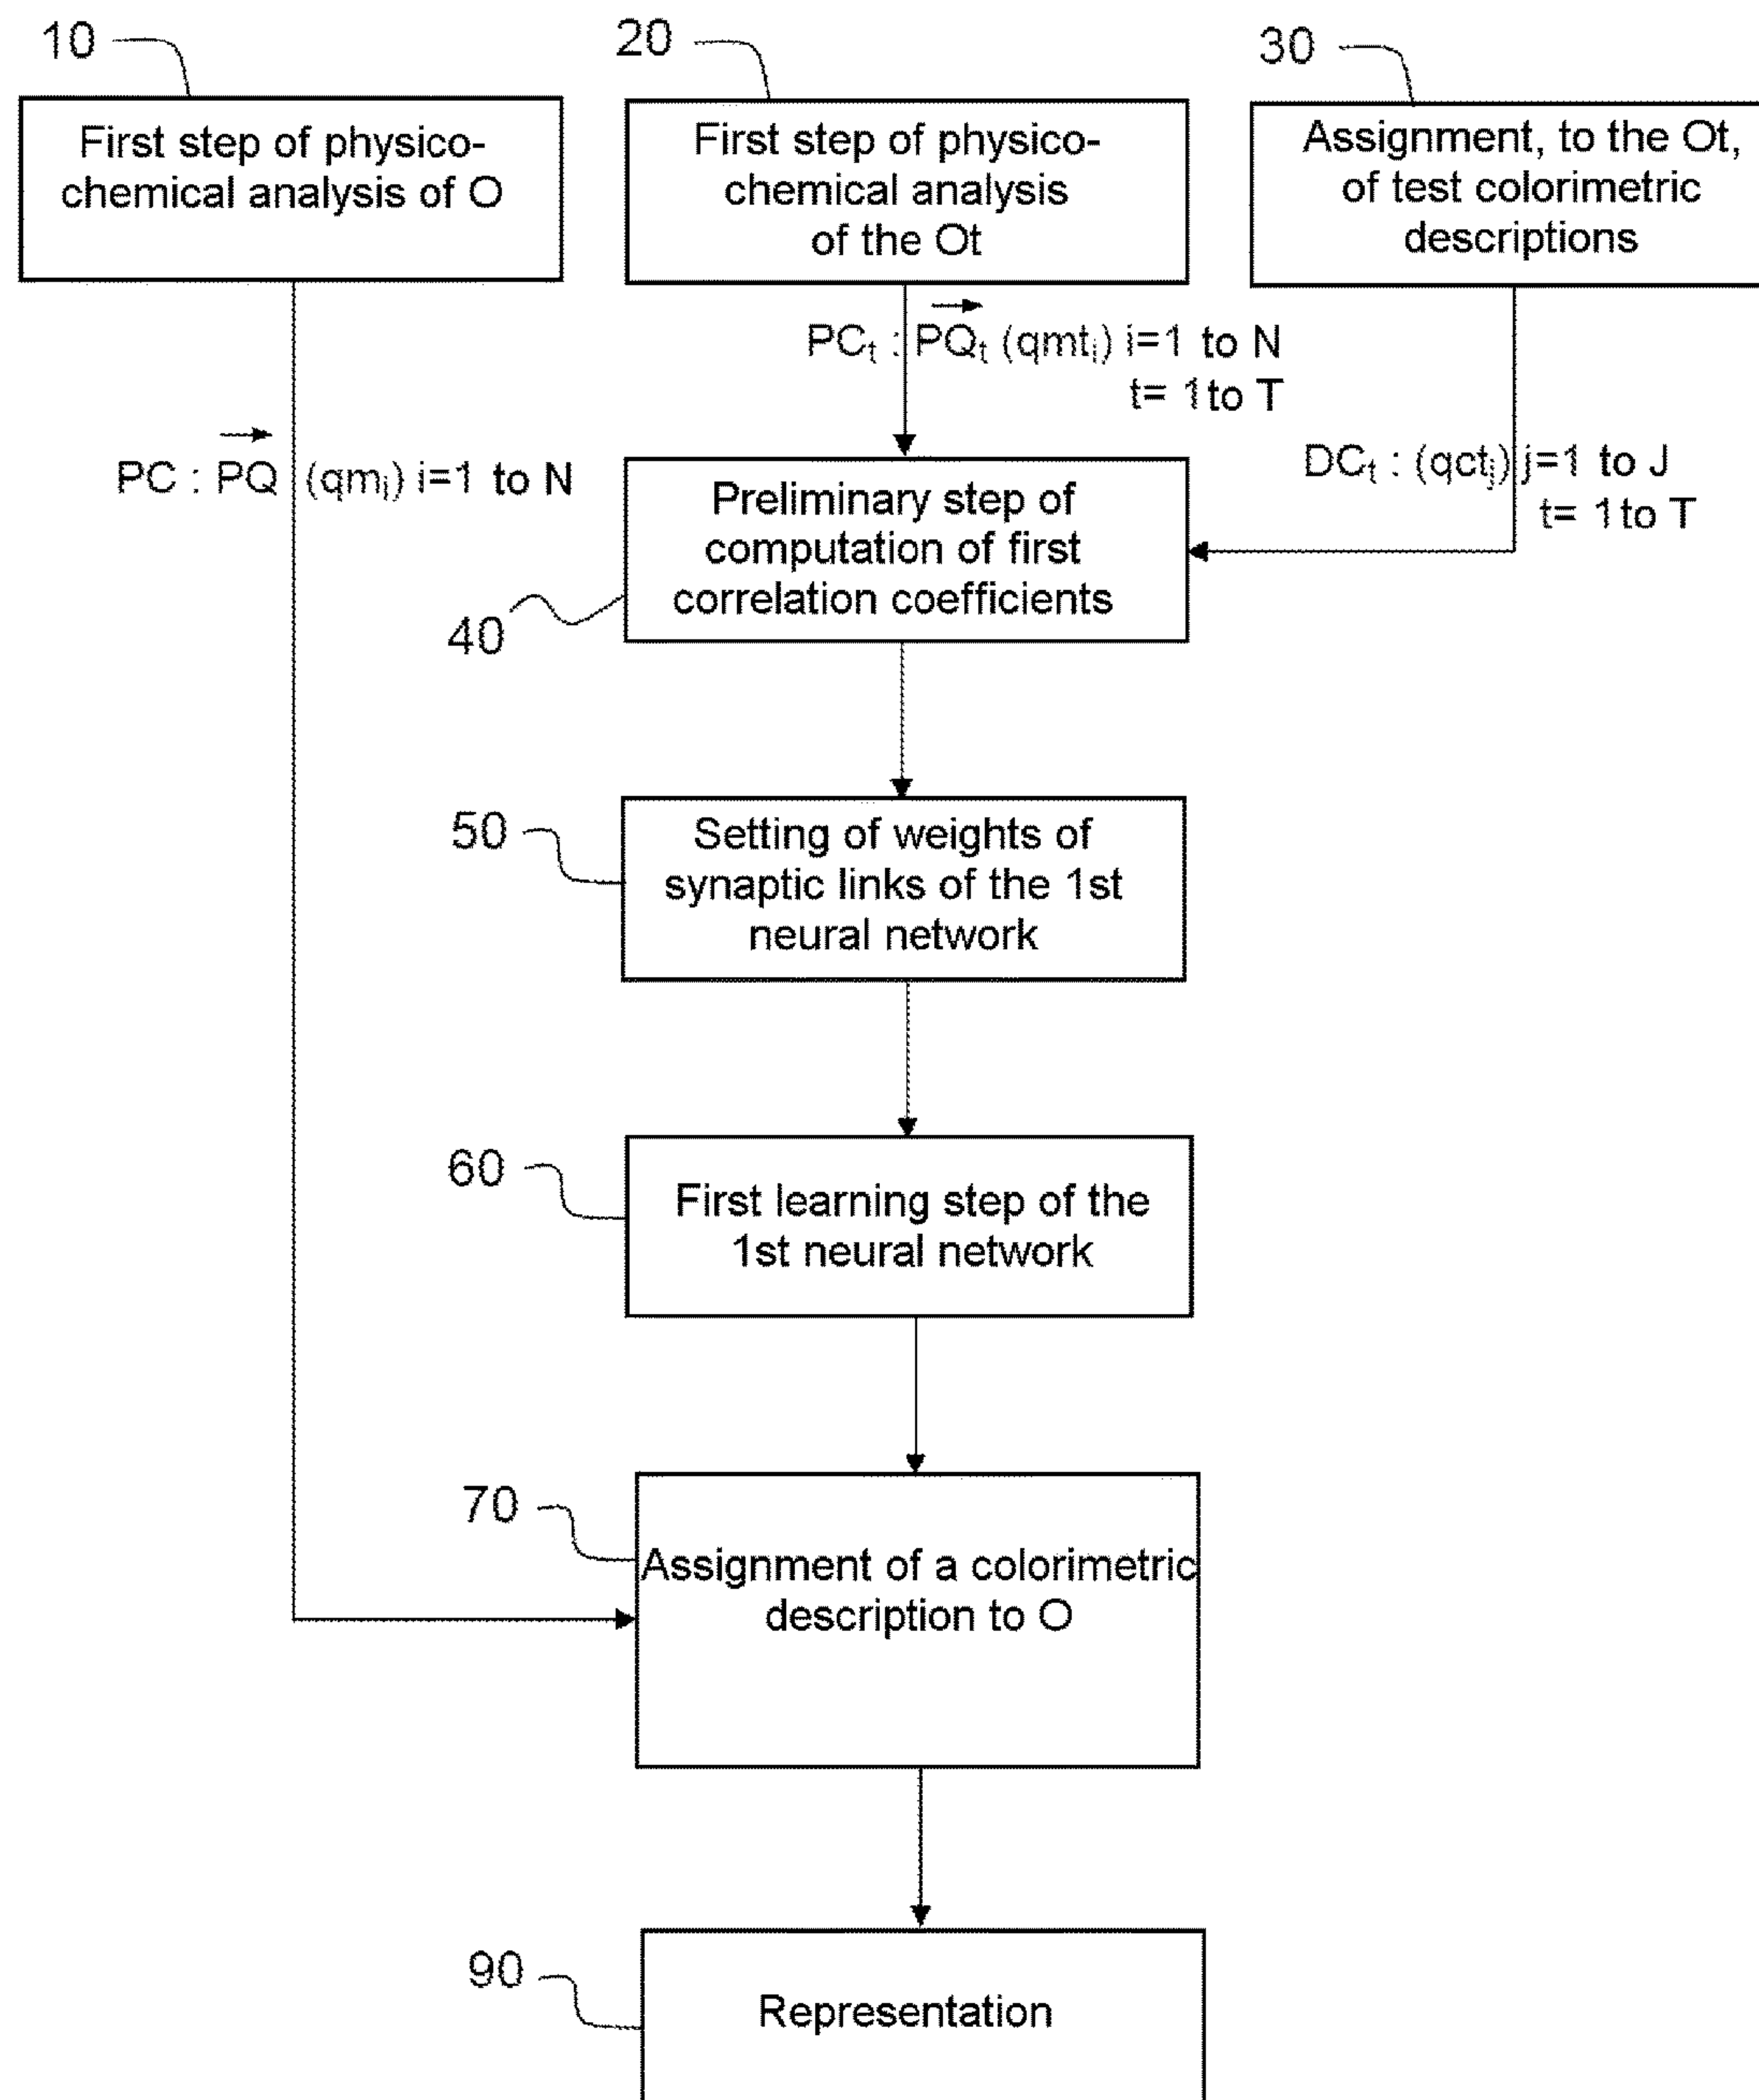 10
20
30
First step of physico-
chemical analysis of O
First step of physico-
chemical analysis
of the Ot
Assignment, to the Ot,
of test colorimetric
descriptions
PCt : PQt (qmti) i=1 to N
t= 1 to T
PC : PQ (qmi) i=1 to N
DCt : (qctj) j=1 to J
t= 1 to T
Preliminary step of
computation of first
correlation coefficients
40
50
Setting of weights of
synaptic links of the 1st
neural network
60
First learning step of the
1st neural network
70
Assignment of a colorimetric
description to O
90
Representation